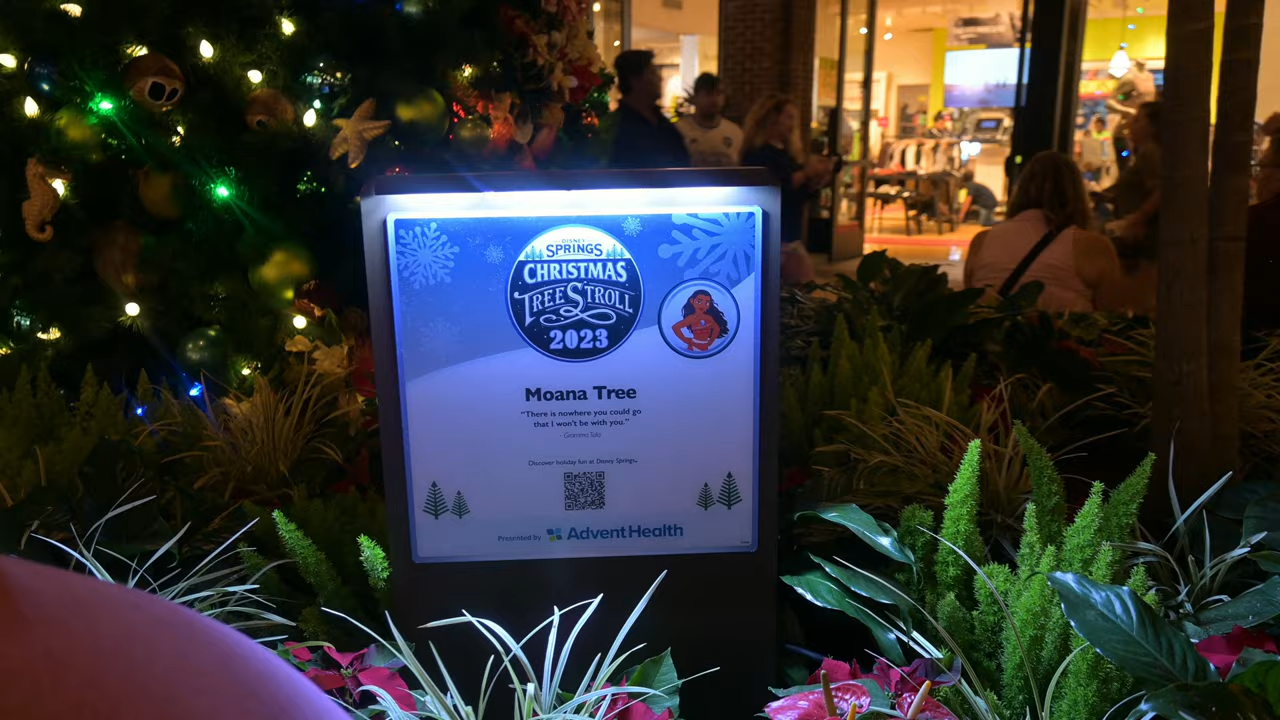 DISNEY
SPRINGS
CHRISTMAS
TREE STROLL
2023
Moana Tree
“There is nowhere you could go
that I won't be with you.”
- Gramma Tala
Discover holiday fun at Disney Springs.
Presented by AdventHealth